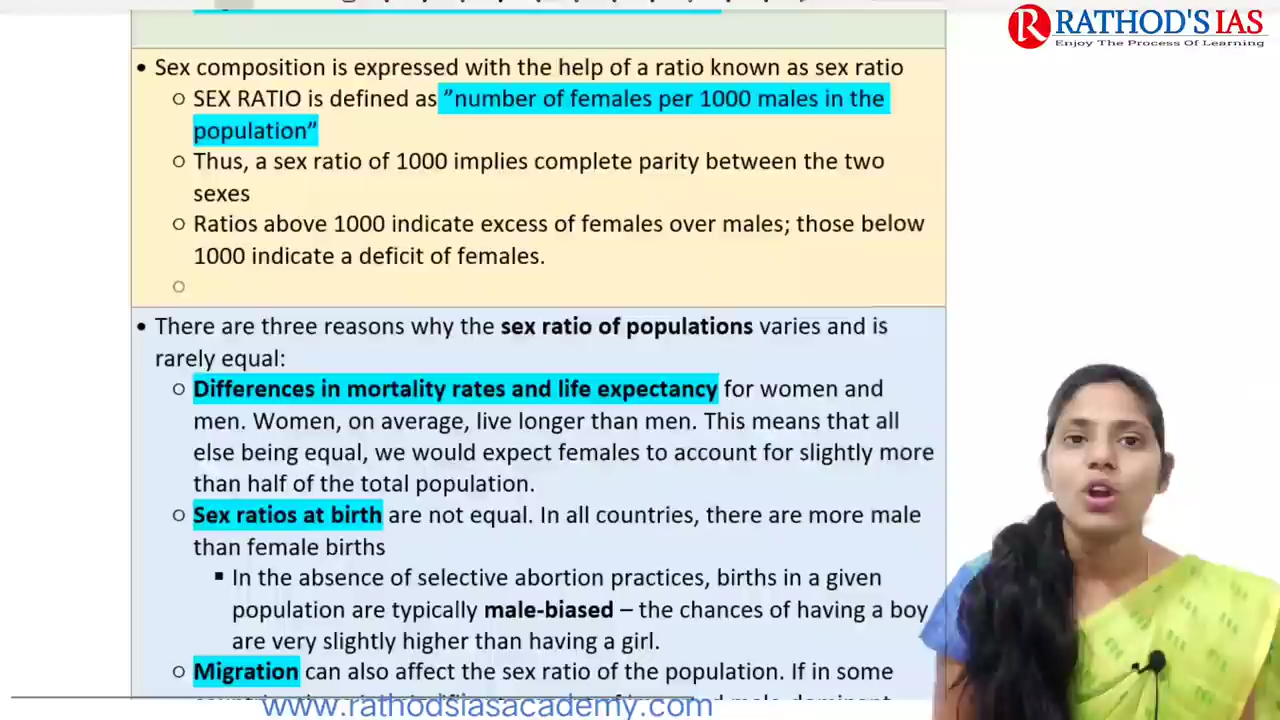 RATHOD'S IAS
Enjoy The Process Of Learning
• Sex composition is expressed with the help of a ratio known as sex ratio
○ SEX RATIO is defined as ”number of females per 1000 males in the
population”
○ Thus, a sex ratio of 1000 implies complete parity between the two
sexes
○ Ratios above 1000 indicate excess of females over males; those below
1000 indicate a deficit of females.
○
• There are three reasons why the sex ratio of populations varies and is
rarely equal:
○ Differences in mortality rates and life expectancy for women and
men. Women, on average, live longer than men. This means that all
else being equal, we would expect females to account for slightly more
than half of the total population.
○ Sex ratios at birth are not equal. In all countries, there are more male
than female births
▪ In the absence of selective abortion practices, births in a given
population are typically male-biased – the chances of having a boy
are very slightly higher than having a girl.
○ Migration can also affect the sex ratio of the population. If in some
www.rathodsiasacademy.com